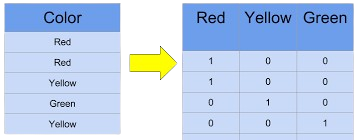 Color
Red
Red
Yellow
Green
Yellow
Red Yellow Green
1 0 0
1 0 0
0 1 0
0 0 1